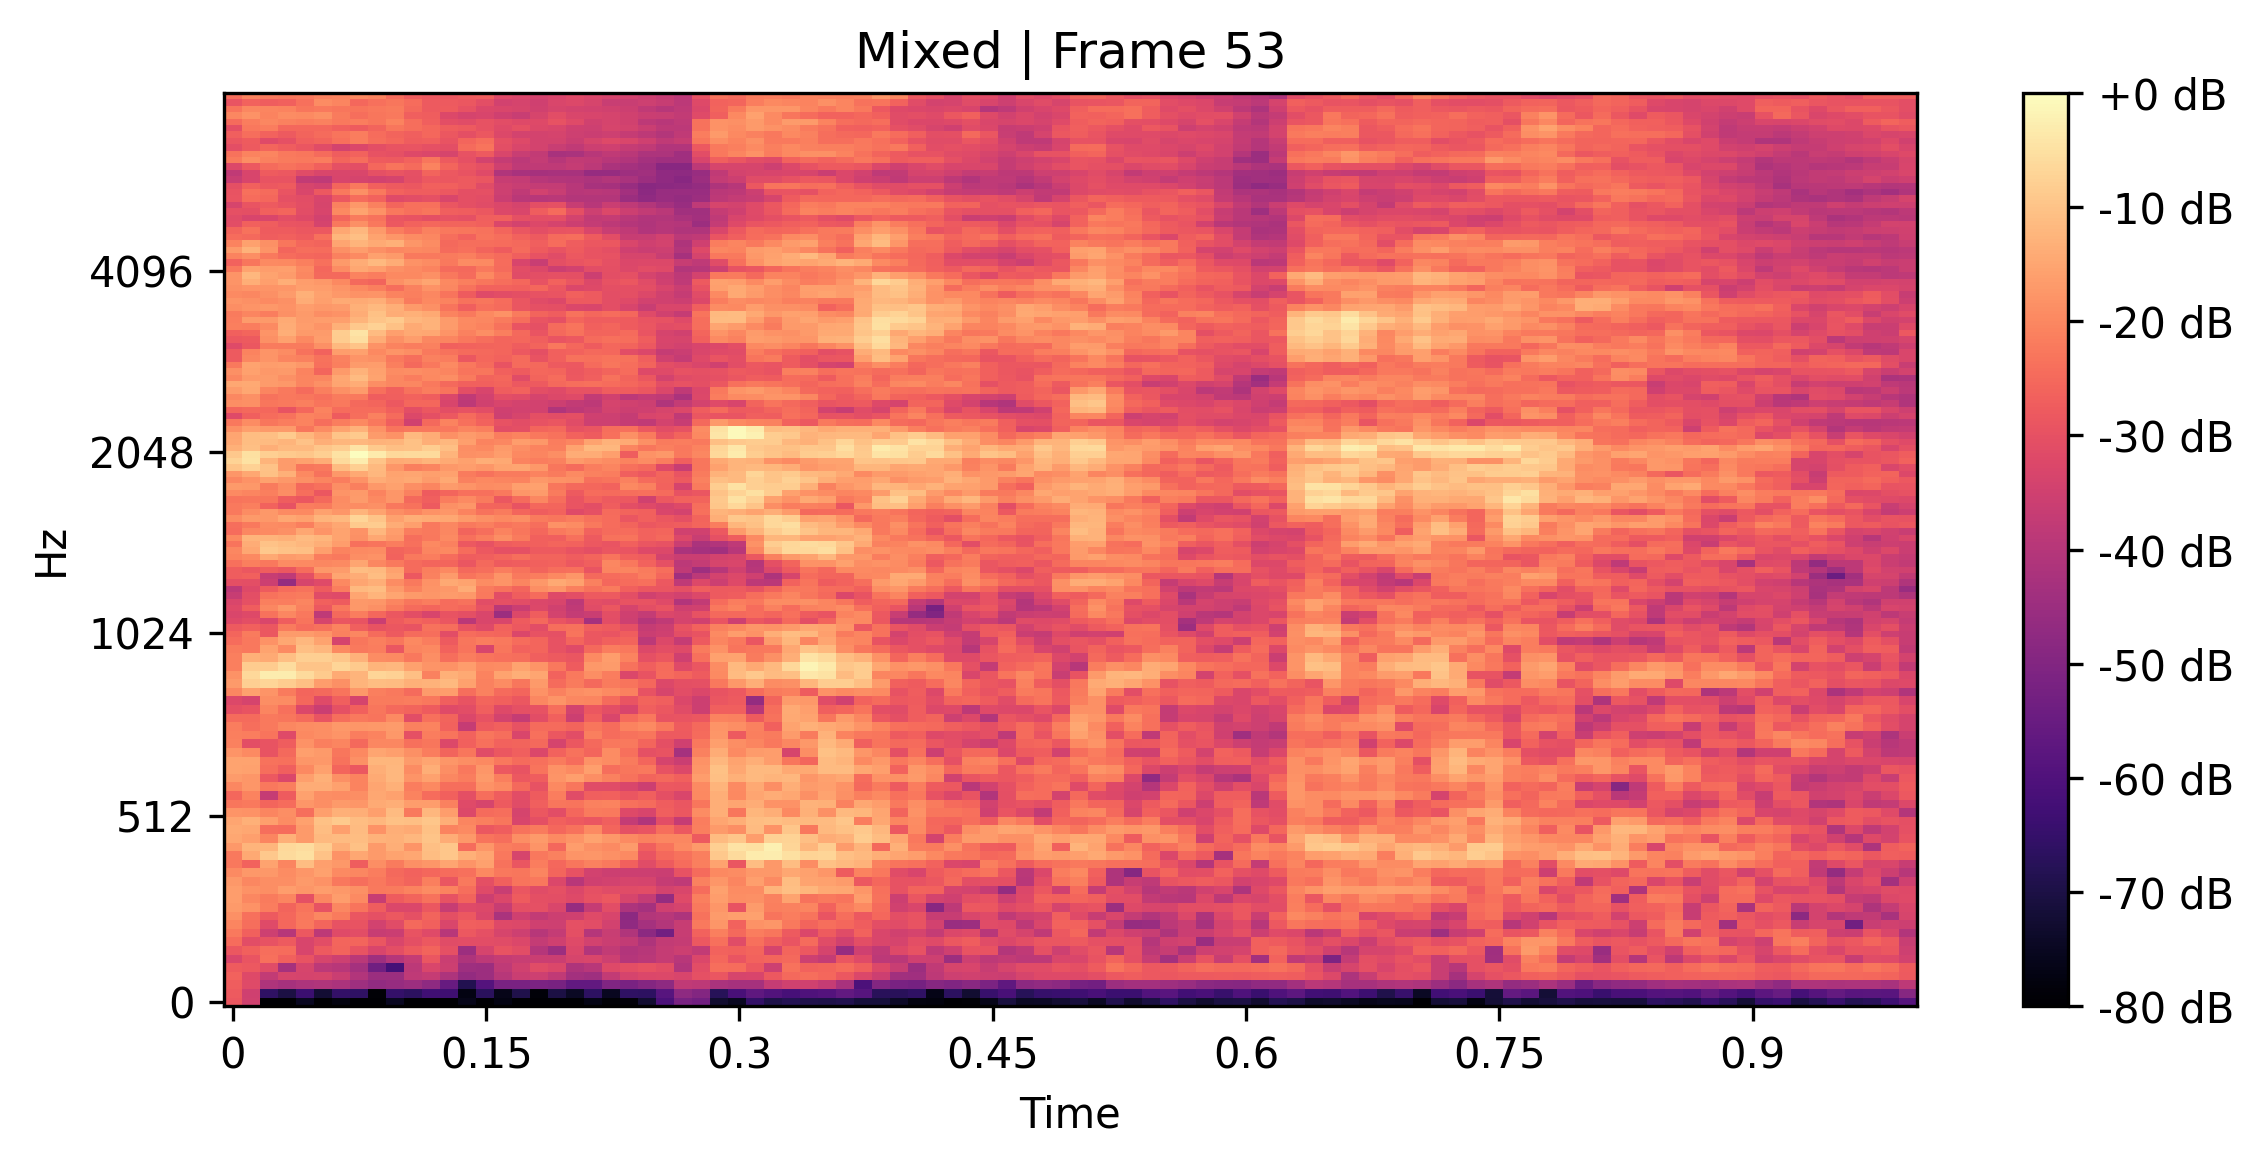 Mixed | Frame 53
Hz
4096
2048
1024
512
0
0 0.15 0.3 0.45 0.6 0.75 0.9
Time
+0 dB
-10 dB
-20 dB
-30 dB
-40 dB
-50 dB
-60 dB
-70 dB
-80 dB